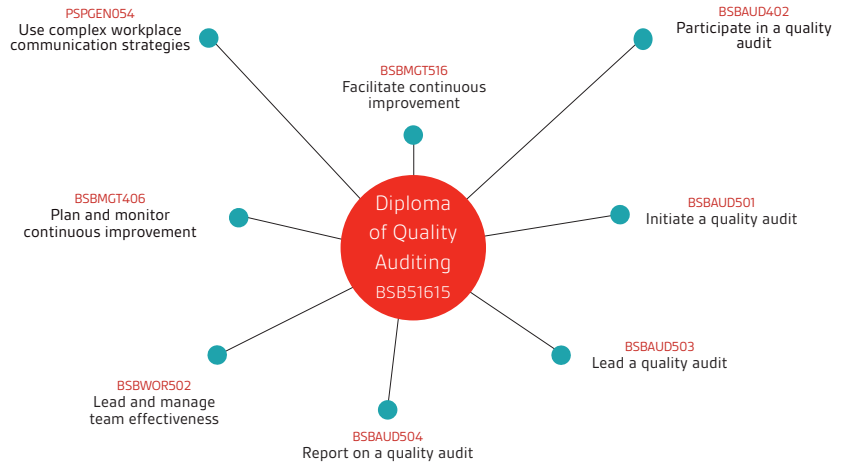 PSPGEN054
Use complex workplace
communication strategies
BSBMGT516
Facilitate continuous
improvement
BSBAUD402
Participate in a quality
audit
BSBMGT406
Plan and monitor
continuous improvement
Diploma
of Quality
Auditing
BSB51615
BSBAUD501
Initiate a quality audit
BSBWOR502
Lead and manage
team effectiveness
BSBAUD503
Lead a quality audit
BSBAUD504
Report on a quality audit